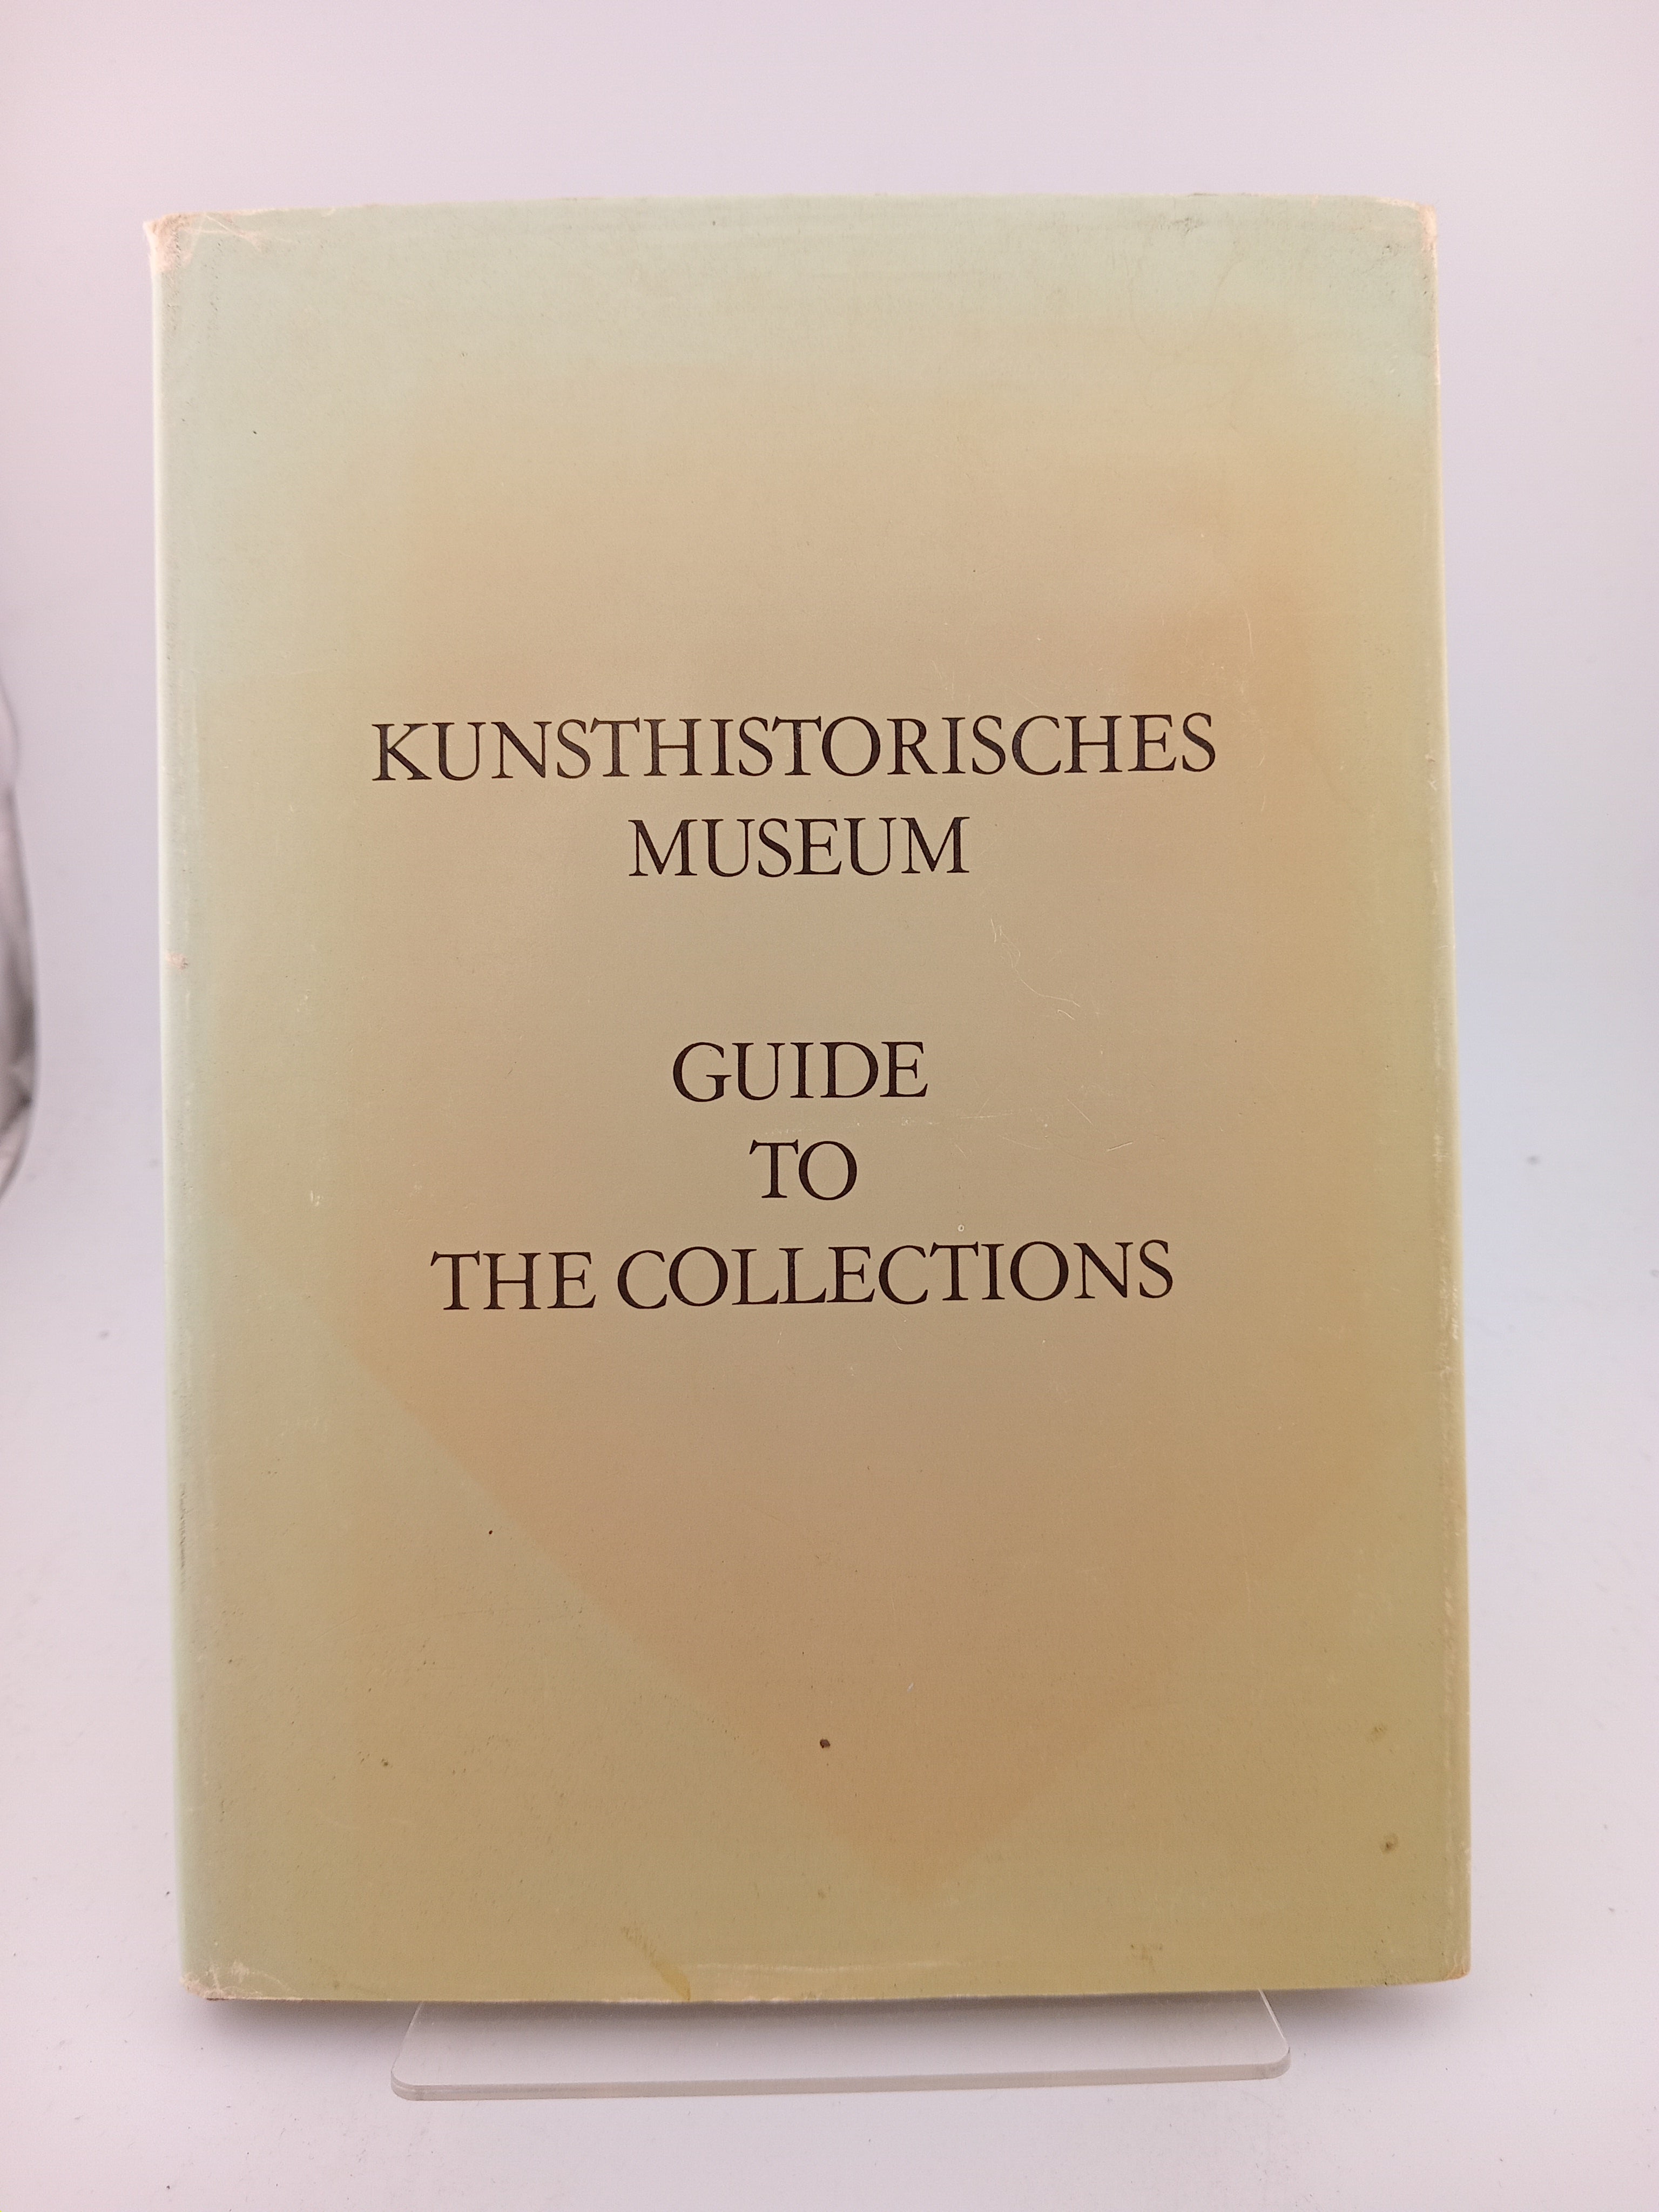 KUNSTHISTORISCHES
MUSEUM
GUIDE
TO
THE COLLECTIONS